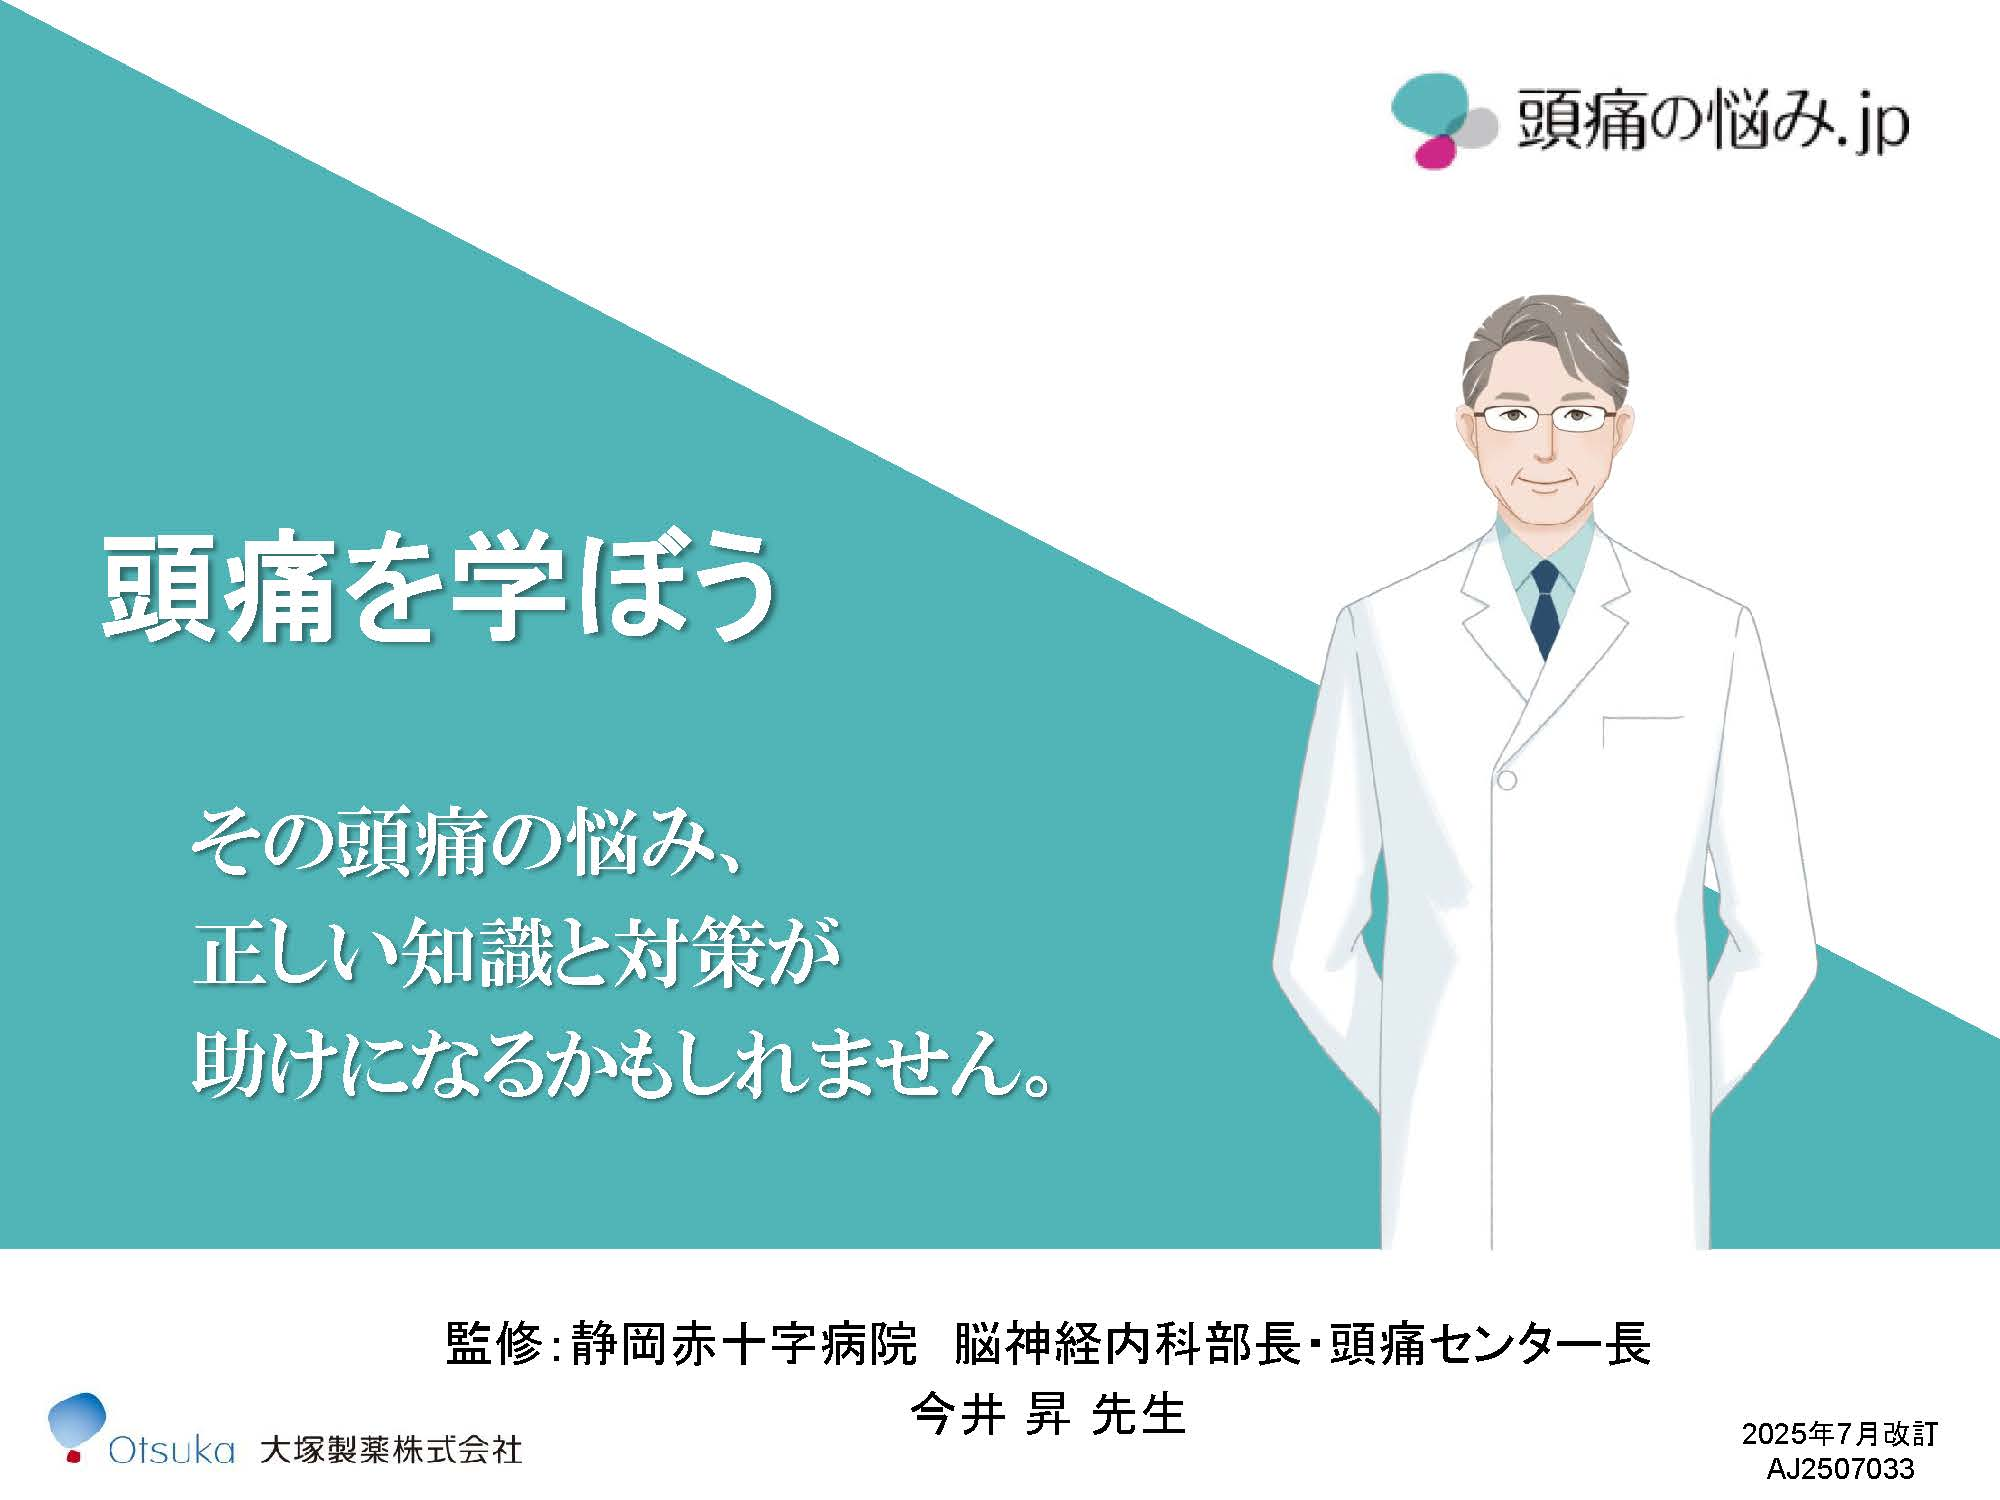 頭痛の悩み.jp
頭痛を学ぼう
その頭痛の悩み、
正しい知識と対策が
助けになるかもしれません。
監修：静岡赤十字病院　脳神経内科部長・頭痛センター長
今井 昇 先生
Otsuka 大塚製薬株式会社
2025年7月改訂
AJ2507033